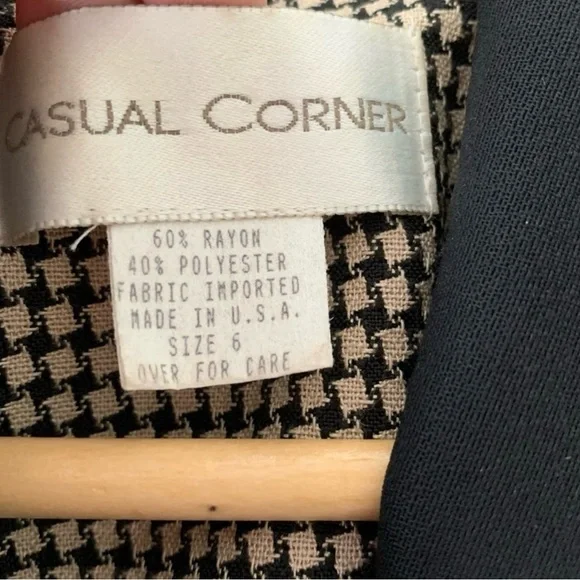 CASUAL CORNER
60% RAYON
40% POLYESTER
FABRIC IMPORTED
MADE IN U.S.A.
SIZE 6
OVER FOR CARE